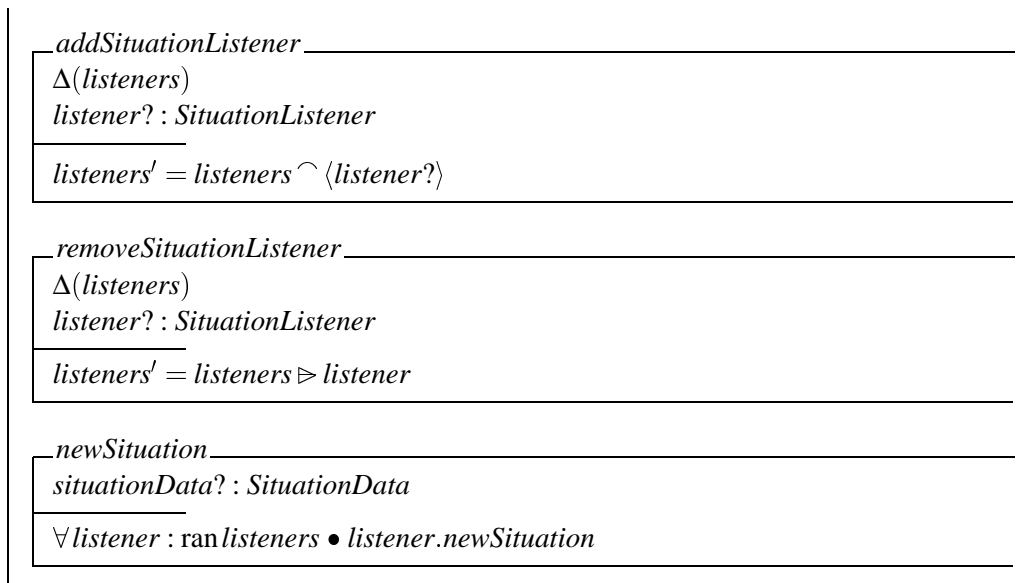 addSituationListener
Δ(listeners)
listener? : SituationListener
listeners′ = listeners ⌢ ⟨listener?⟩
removeSituationListener
Δ(listeners)
listener? : SituationListener
listeners′ = listeners ▷ listener
newSituation
situationData? : SituationData
∀ listener : ran listeners • listener.newSituation